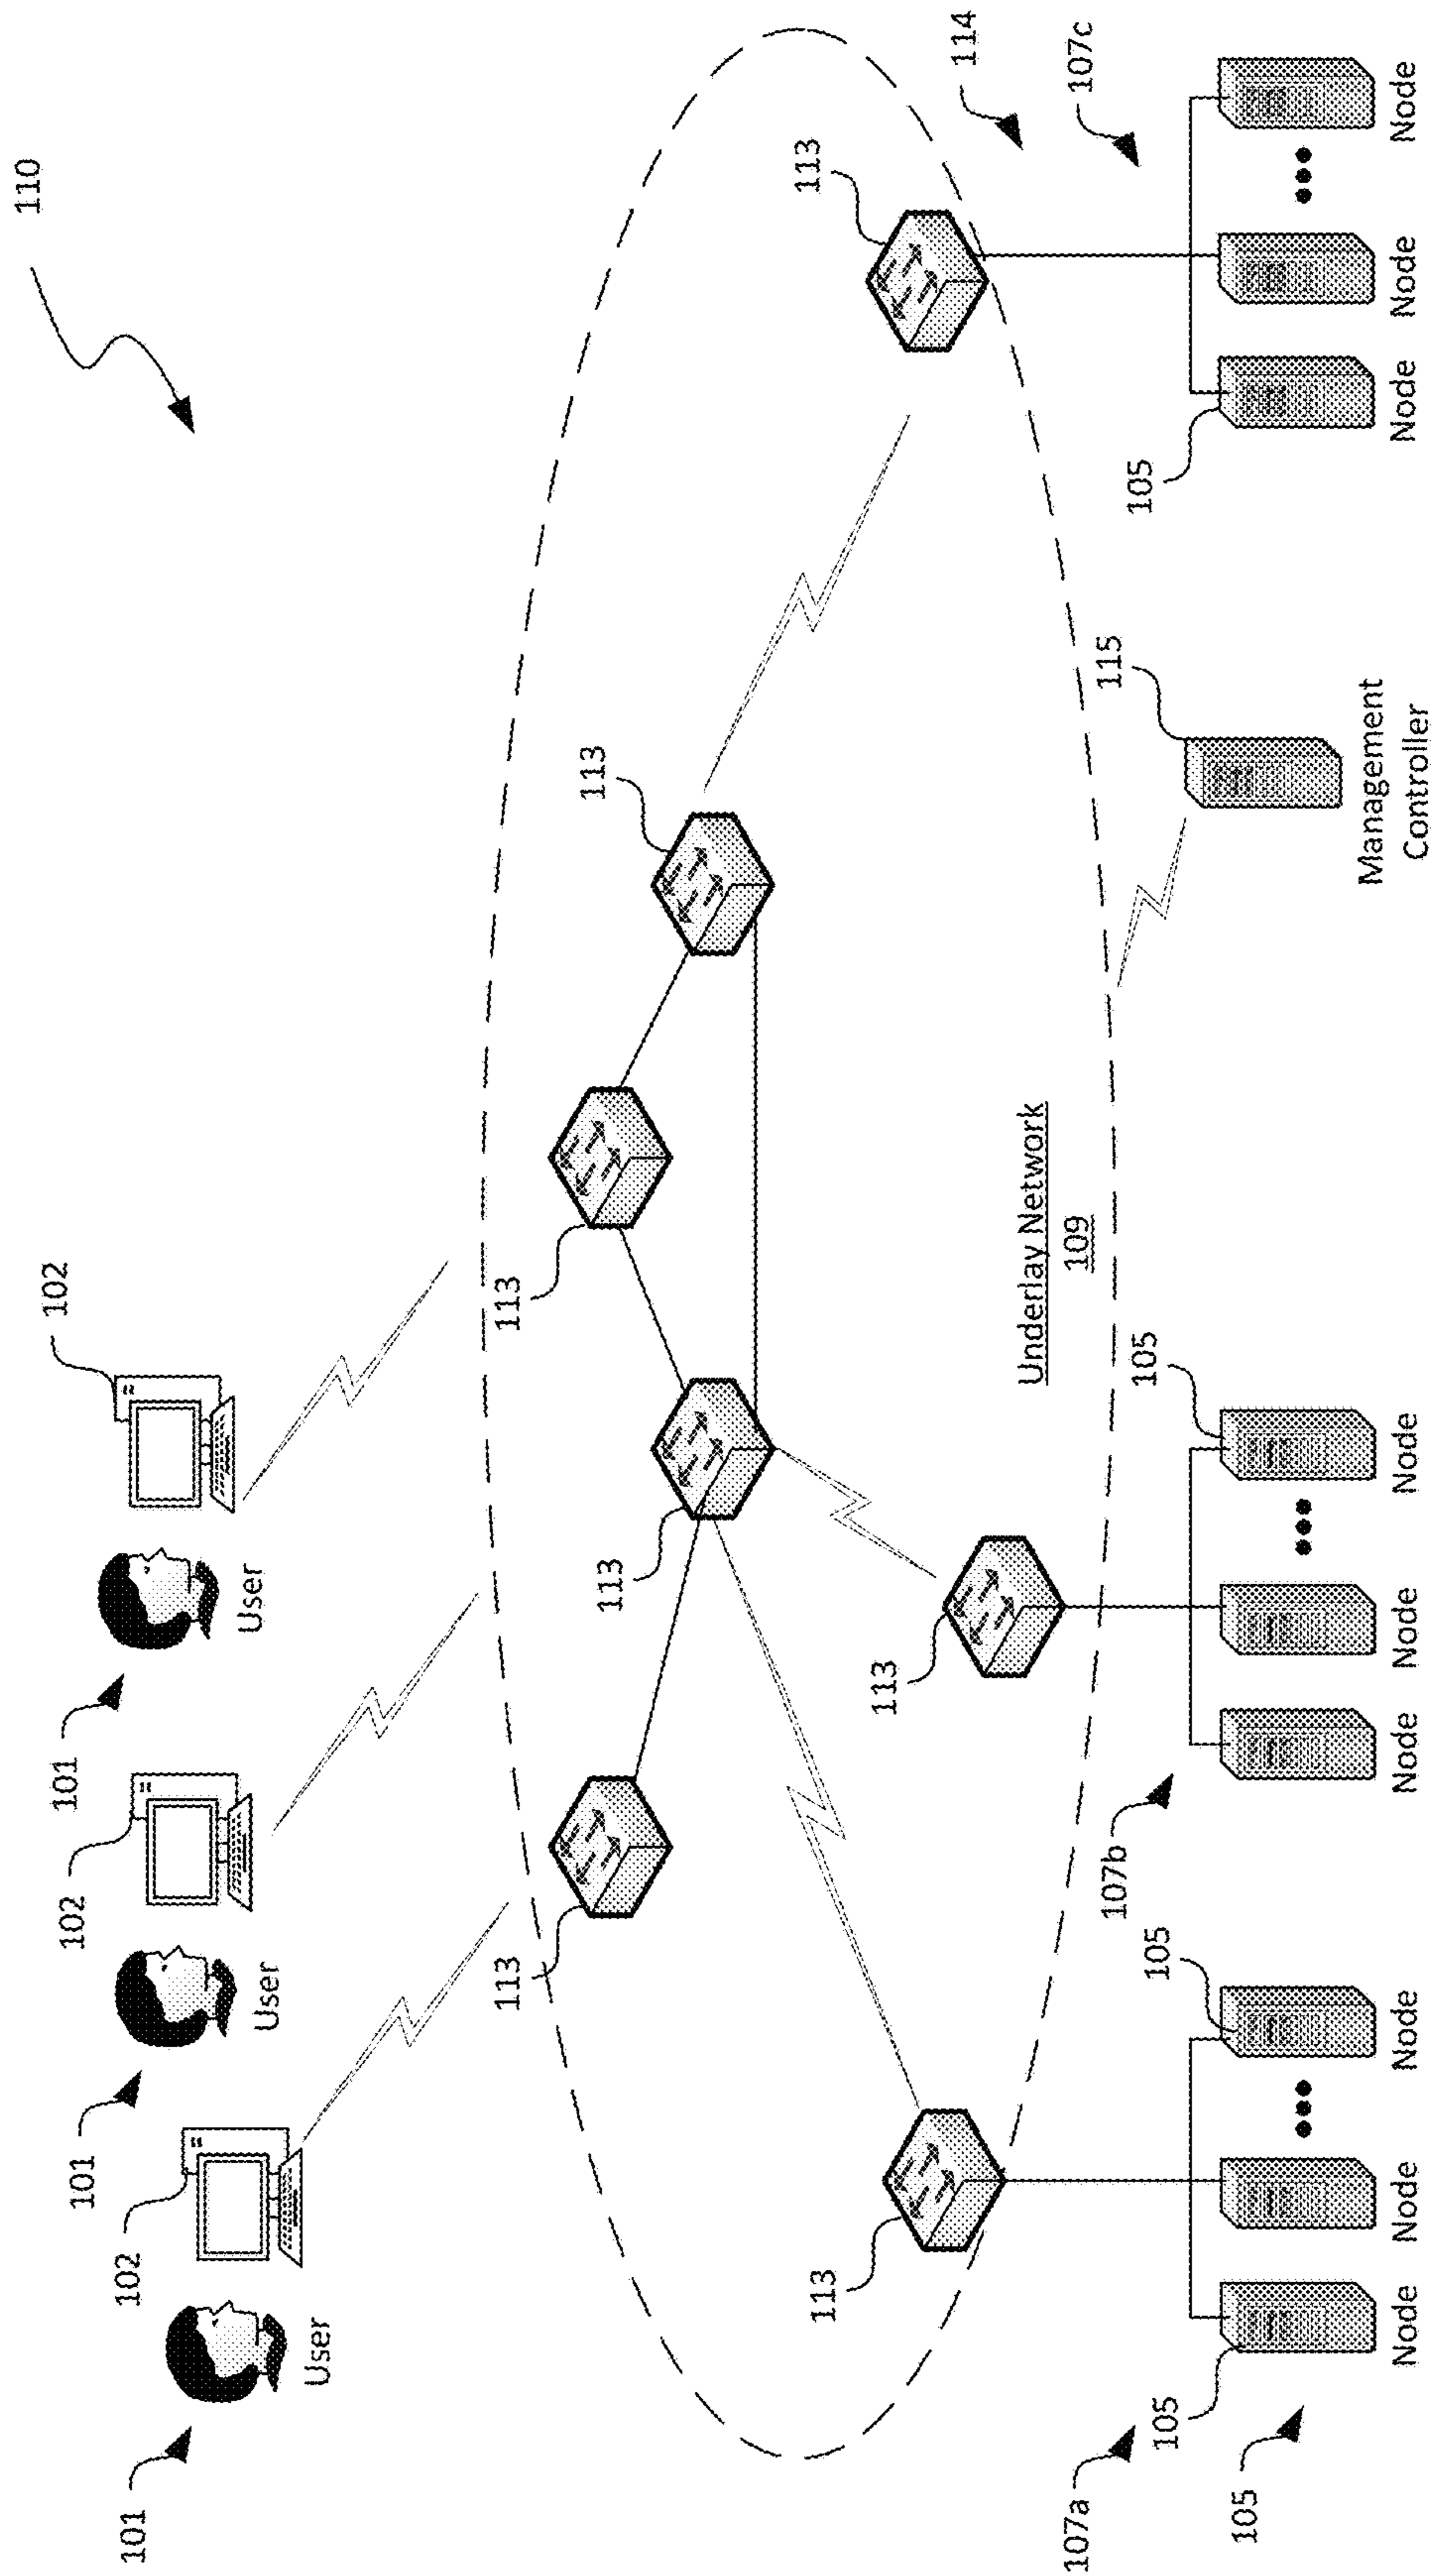 110
102
101
102
101
102
101
User
User
User
113
113
113
113
113
113
113
114
Underlay Network
109
107a
107c
115
107b
105
105
105
105
105
Node
Node
Node
Node
Node
Node
Management
Controller
Node
Node
Node